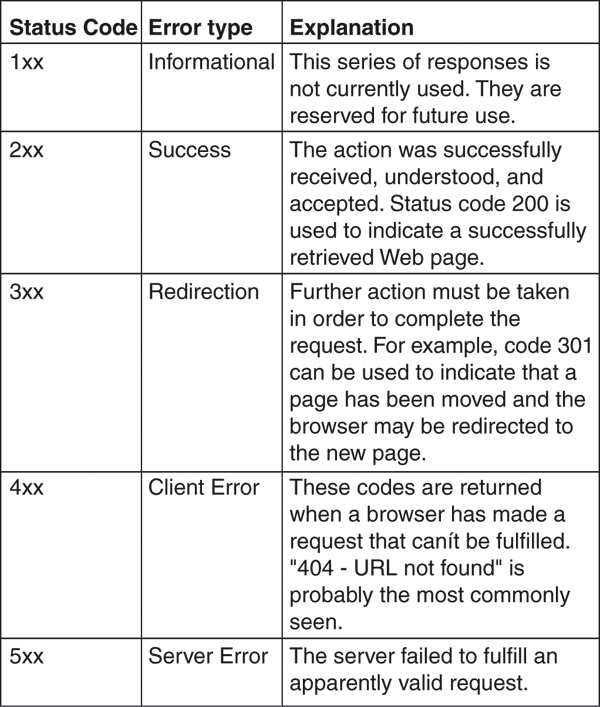 Status Code Error type Explanation
1xx Informational This series of responses is
not currently used. They are
reserved for future use.
2xx Success The action was successfully
received, understood, and
accepted. Status code 200 is
used to indicate a successfully
retrieved Web page.
3xx Redirection Further action must be taken
in order to complete the
request. For example, code 301
can be used to indicate that a
page has been moved and the
browser may be redirected to
the new page.
4xx Client Error These codes are returned
when a browser has made a
request that canít be fulfilled.
"404 - URL not found" is
probably the most commonly
seen.
5xx Server Error The server failed to fulfill an
apparently valid request.